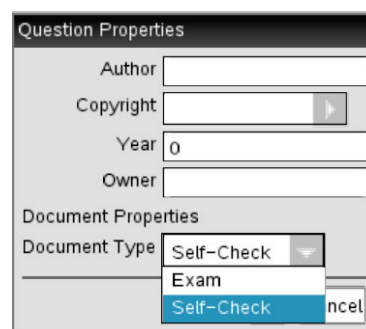 Question Properties
Author
Copyright
Year 0
Owner
Document Properties
Document Type Self-Check
Exam
Self-Check ncel